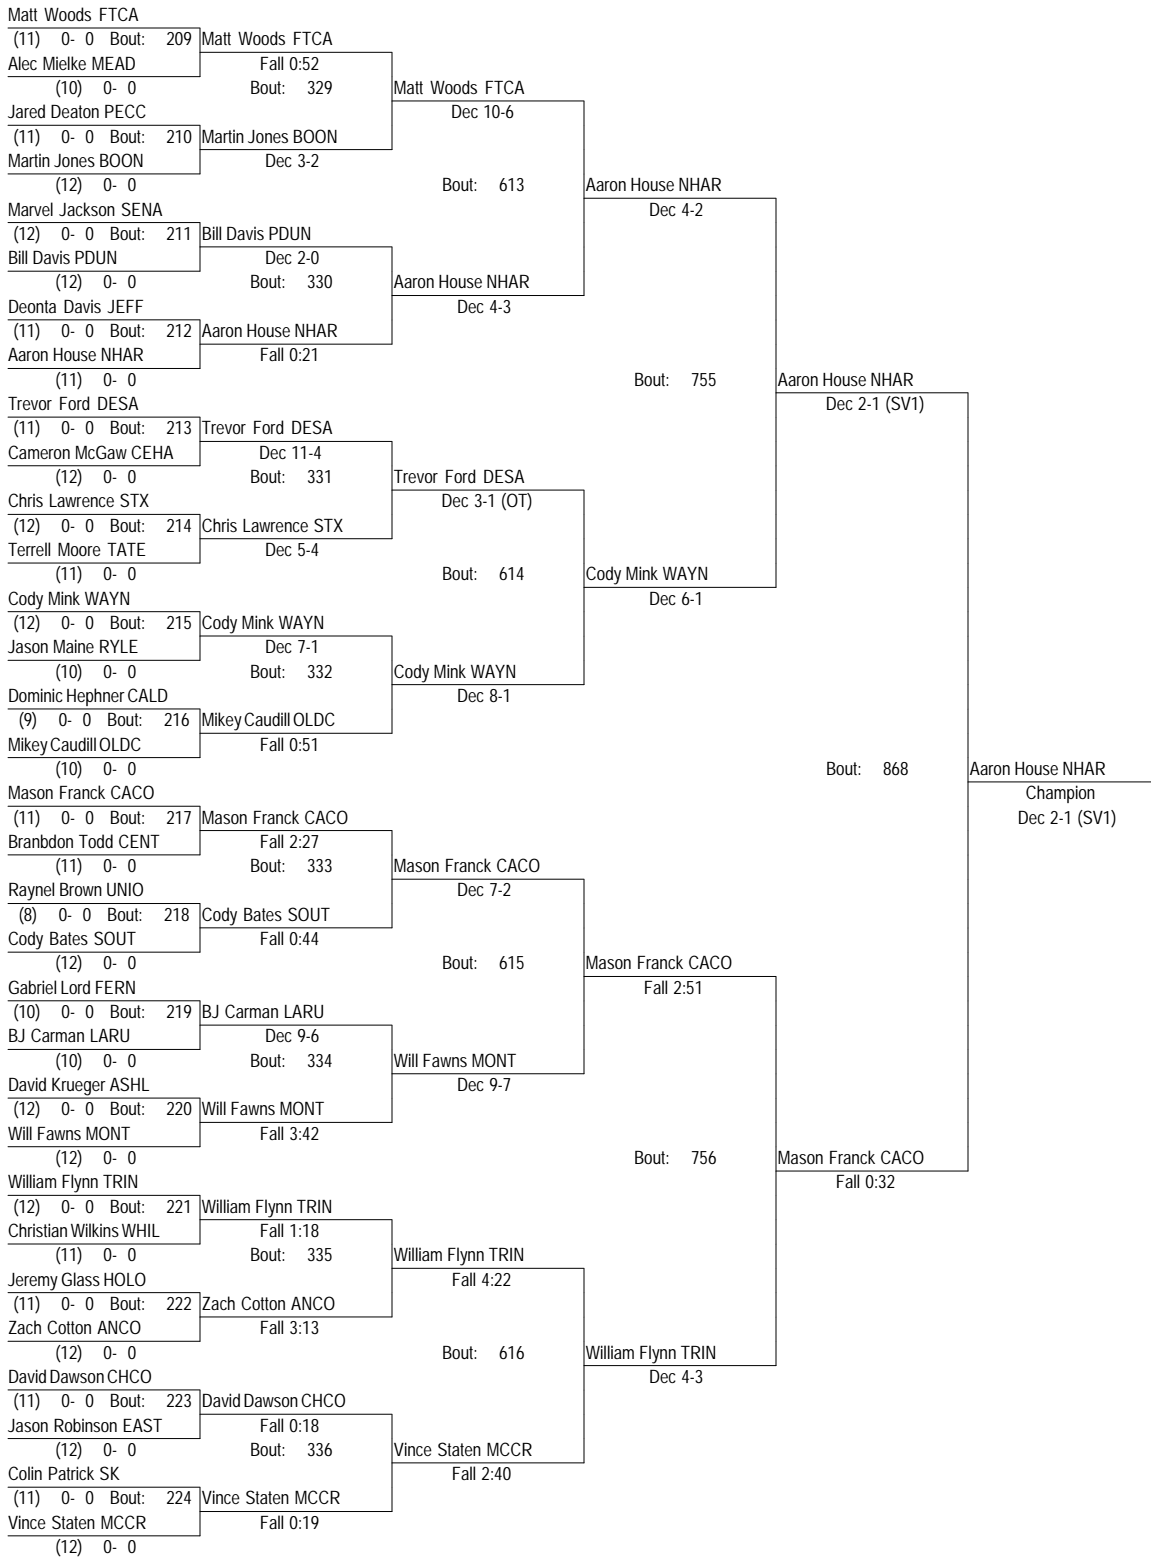 Matt Woods FTCA
(11) 0- 0 Bout: 209 Matt Woods FTCA
Alec Mielke MEAD Fall 0:52
(10) 0- 0 Bout: 329 Matt Woods FTCA
Jared Deaton PECC Dec 10-6
(11) 0- 0 Bout: 210 Martin Jones BOON
Martin Jones BOON Dec 3-2
(12) 0- 0 Bout: 613 Aaron House NHAR
Marvel Jackson SENA Dec 4-2
(12) 0- 0 Bout: 211 Bill Davis PDUN
Bill Davis PDUN Dec 2-0
(12) 0- 0 Bout: 330 Aaron House NHAR
Deonta Davis JEFF Dec 4-3
(11) 0- 0 Bout: 212 Aaron House NHAR
Aaron House NHAR Fall 0:21
(11) 0- 0 Bout: 755 Aaron House NHAR
Trevor Ford DESA Dec 2-1 (SV1)
(11) 0- 0 Bout: 213 Trevor Ford DESA
Cameron McGaw CEHA Dec 11-4
(12) 0- 0 Bout: 331 Trevor Ford DESA
Chris Lawrence STX Dec 3-1 (OT)
(12) 0- 0 Bout: 214 Chris Lawrence STX
Terrell Moore TATE Dec 5-4
(11) 0- 0 Bout: 614 Cody Mink WAYN
Cody Mink WAYN Dec 6-1
(12) 0- 0 Bout: 215 Cody Mink WAYN
Jason Maine RYLE Dec 7-1
(10) 0- 0 Bout: 332 Cody Mink WAYN
Dominic Hephner CALD Dec 8-1
(9) 0- 0 Bout: 216 Mikey Caudill OLDC
Mikey Caudill OLDC Fall 0:51
(10) 0- 0 Bout: 868 Aaron House NHAR
Mason Franck CACO Champion
(11) 0- 0 Bout: 217 Mason Franck CACO Dec 2-1 (SV1)
Branbdon Todd CENT Fall 2:27
(11) 0- 0 Bout: 333 Mason Franck CACO
Raynel Brown UNIO Dec 7-2
(8) 0- 0 Bout: 218 Cody Bates SOUT
Cody Bates SOUT Fall 0:44
(12) 0- 0 Bout: 615 Mason Franck CACO
Gabriel Lord FERN Fall 2:51
(10) 0- 0 Bout: 219 BJ Carman LARU
BJ Carman LARU Dec 9-6
(10) 0- 0 Bout: 334 Will Fawns MONT
David Krueger ASHL Dec 9-7
(12) 0- 0 Bout: 220 Will Fawns MONT
Will Fawns MONT Fall 3:42
(12) 0- 0 Bout: 756 Mason Franck CACO
William Flynn TRIN Fall 0:32
(12) 0- 0 Bout: 221 William Flynn TRIN
Christian Wilkins WHIL Fall 1:18
(11) 0- 0 Bout: 335 William Flynn TRIN
Jeremy Glass HOLO Fall 4:22
(11) 0- 0 Bout: 222 Zach Cotton ANCO
Zach Cotton ANCO Fall 3:13
(12) 0- 0 Bout: 616 William Flynn TRIN
David Dawson CHCO Dec 4-3
(11) 0- 0 Bout: 223 David Dawson CHCO
Jason Robinson EAST Fall 0:18
(12) 0- 0 Bout: 336 Vince Staten MCCR
Colin Patrick SK Fall 2:40
(11) 0- 0 Bout: 224 Vince Staten MCCR
Vince Staten MCCR Fall 0:19
(12) 0- 0